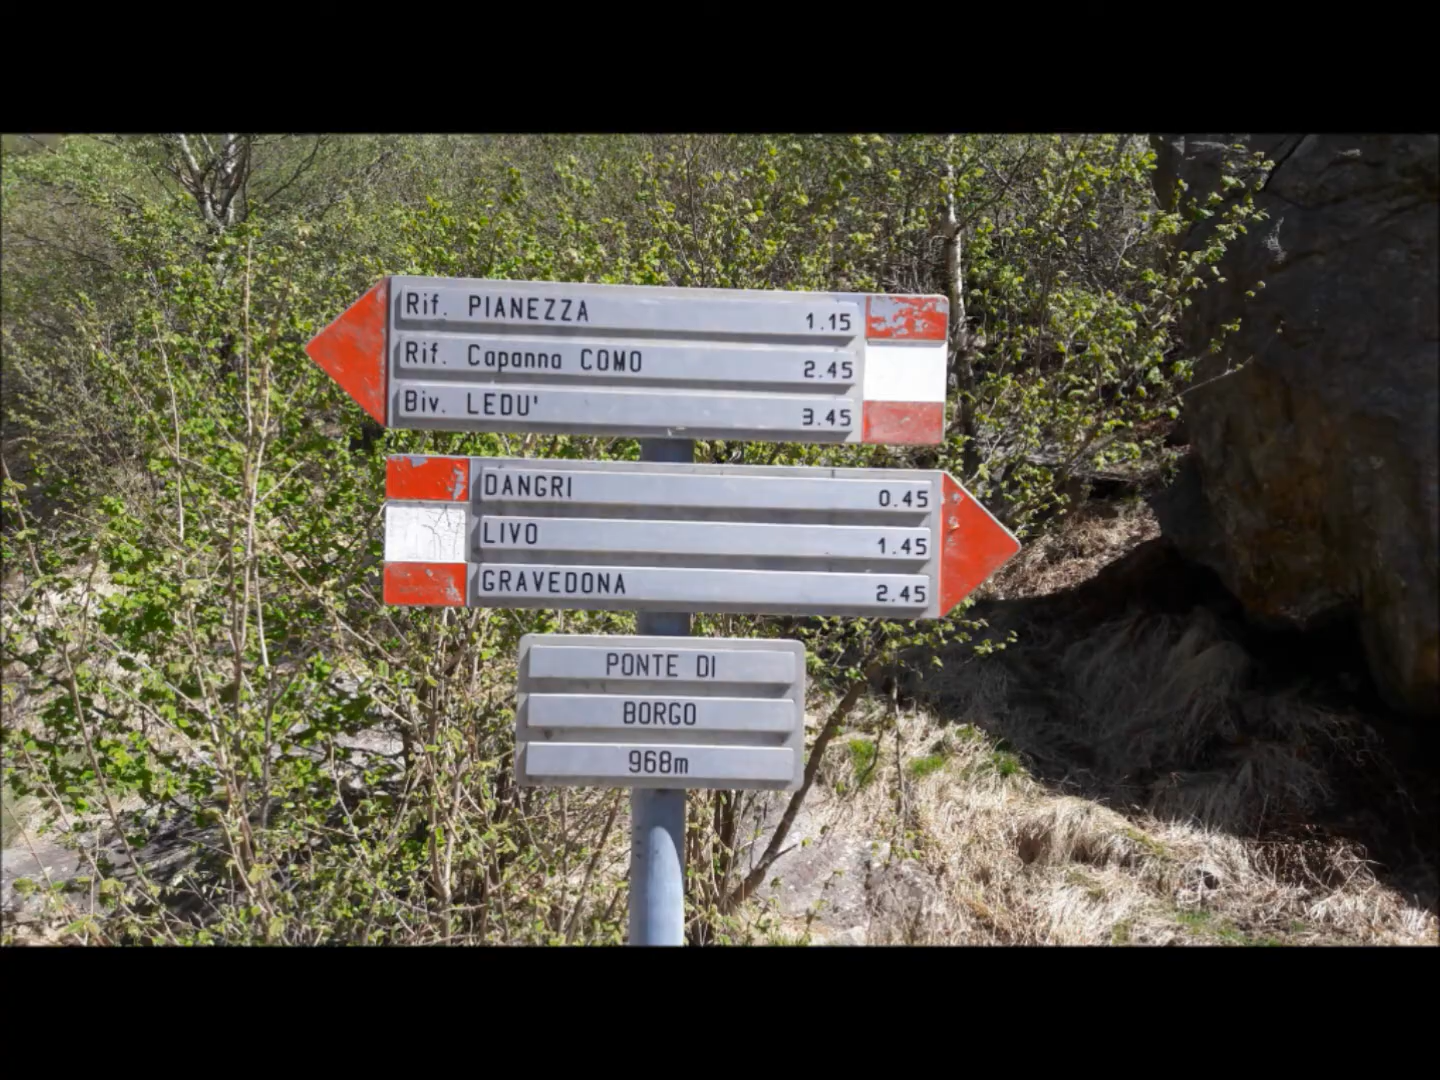 Rif. PIANEZZA 1.15
Rif. Capanna COMO 2.45
Biv. LEDU' 3.45
DANGRI 0.45
LIVO 1.45
GRAVEDONA 2.45
PONTE DI
BORGO
968m